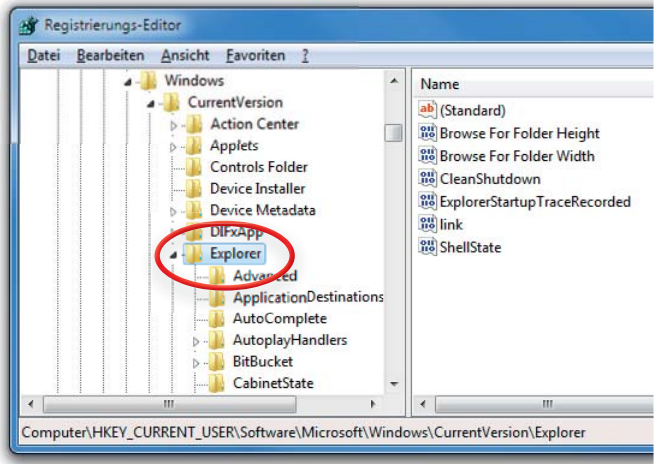 Registrierungs-Editor
Datei Bearbeiten Ansicht Favoriten ?
Windows
CurrentVersion
Action Center
Applets
Controls Folder
Device Installer
Device Metadata
DIFxApp
Explorer
Advanced
ApplicationDestinations
AutoComplete
AutoplayHandlers
BitBucket
CabinetState
Name
ab (Standard)
Browse For Folder Height
Browse For Folder Width
CleanShutdown
ExplorerStartupTraceRecorded
link
ShellState
Computer\HKEY_CURRENT_USER\Software\Microsoft\Windows\CurrentVersion\Explorer